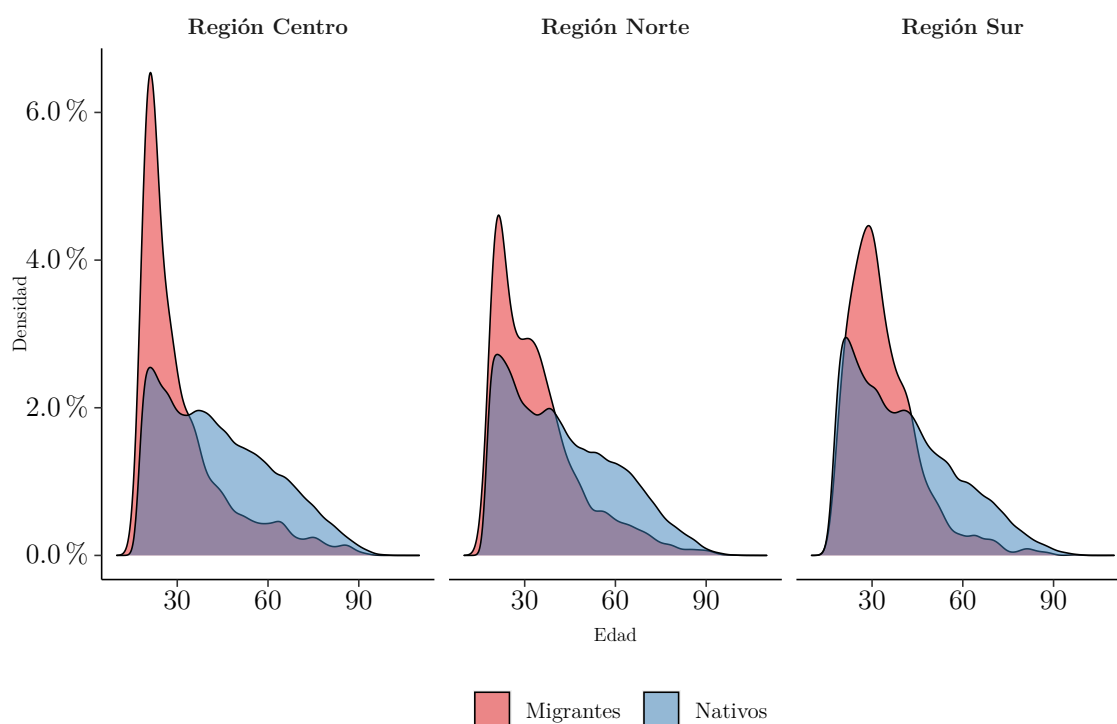 Región Centro
Región Norte
Región Sur
Densidad
6.0 %
4.0 %
2.0 %
0.0 %
30 60 90
30 60 90
30 60 90
Edad
Migrantes
Nativos